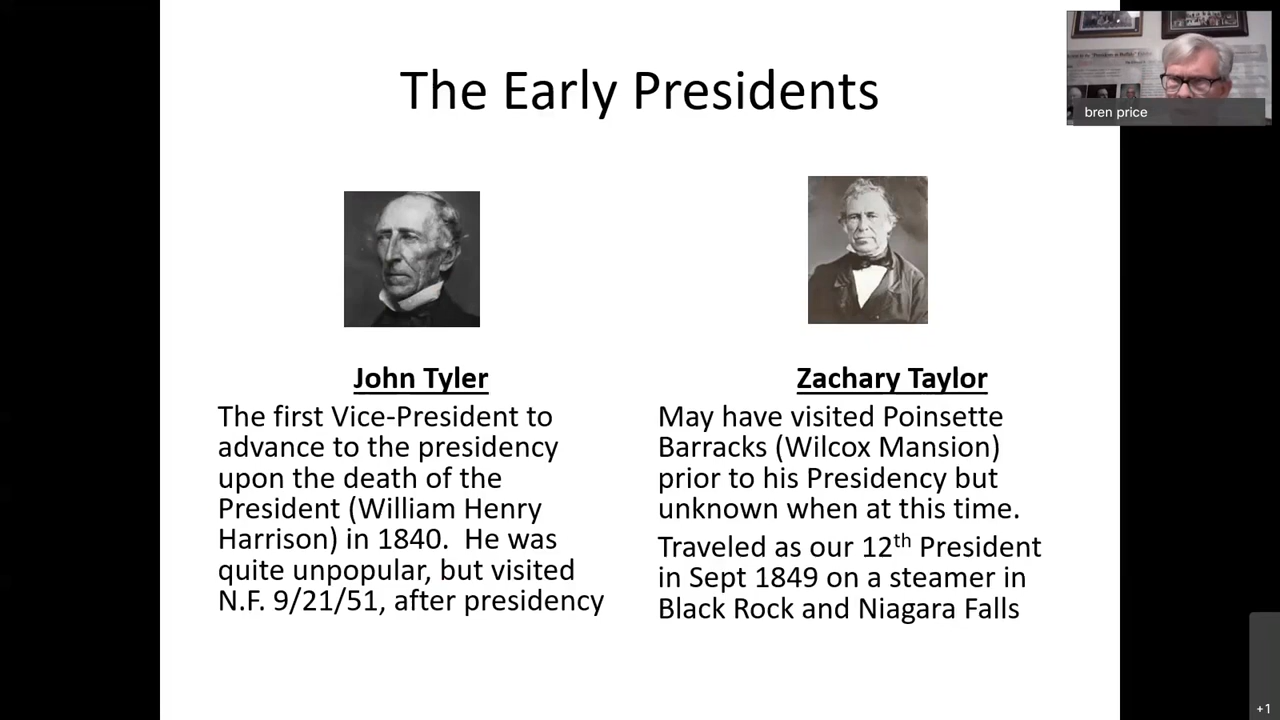 The Early Presidents
bren price
John Tyler
The first Vice-President to
advance to the presidency
upon the death of the
President (William Henry
Harrison) in 1840.  He was
quite unpopular, but visited
N.F. 9/21/51, after presidency
Zachary Taylor
May have visited Poinsette
Barracks (Wilcox Mansion)
prior to his Presidency but
unknown when at this time.
Traveled as our 12th President
in Sept 1849 on a steamer in
Black Rock and Niagara Falls
+1